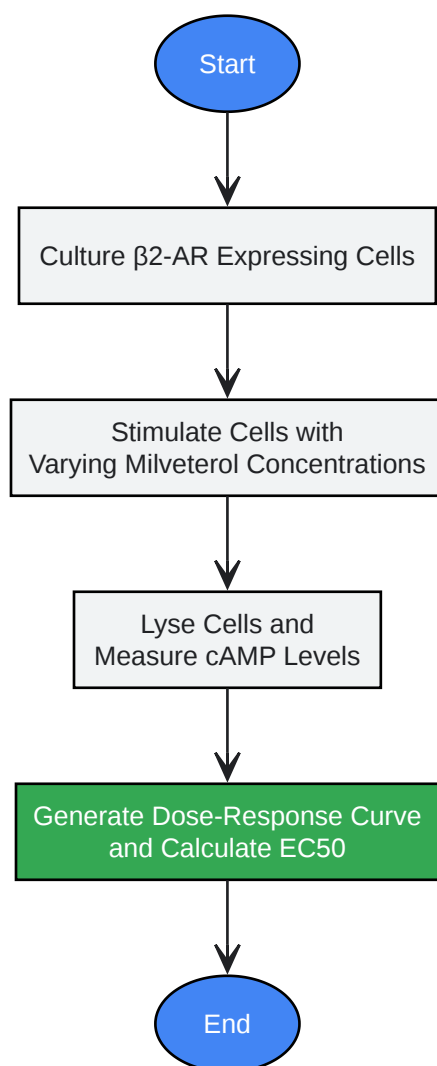 Start
Culture β2-AR Expressing Cells
Stimulate Cells with
Varying Milveterol Concentrations
Lyse Cells and
Measure cAMP Levels
Generate Dose-Response Curve
and Calculate EC50
End